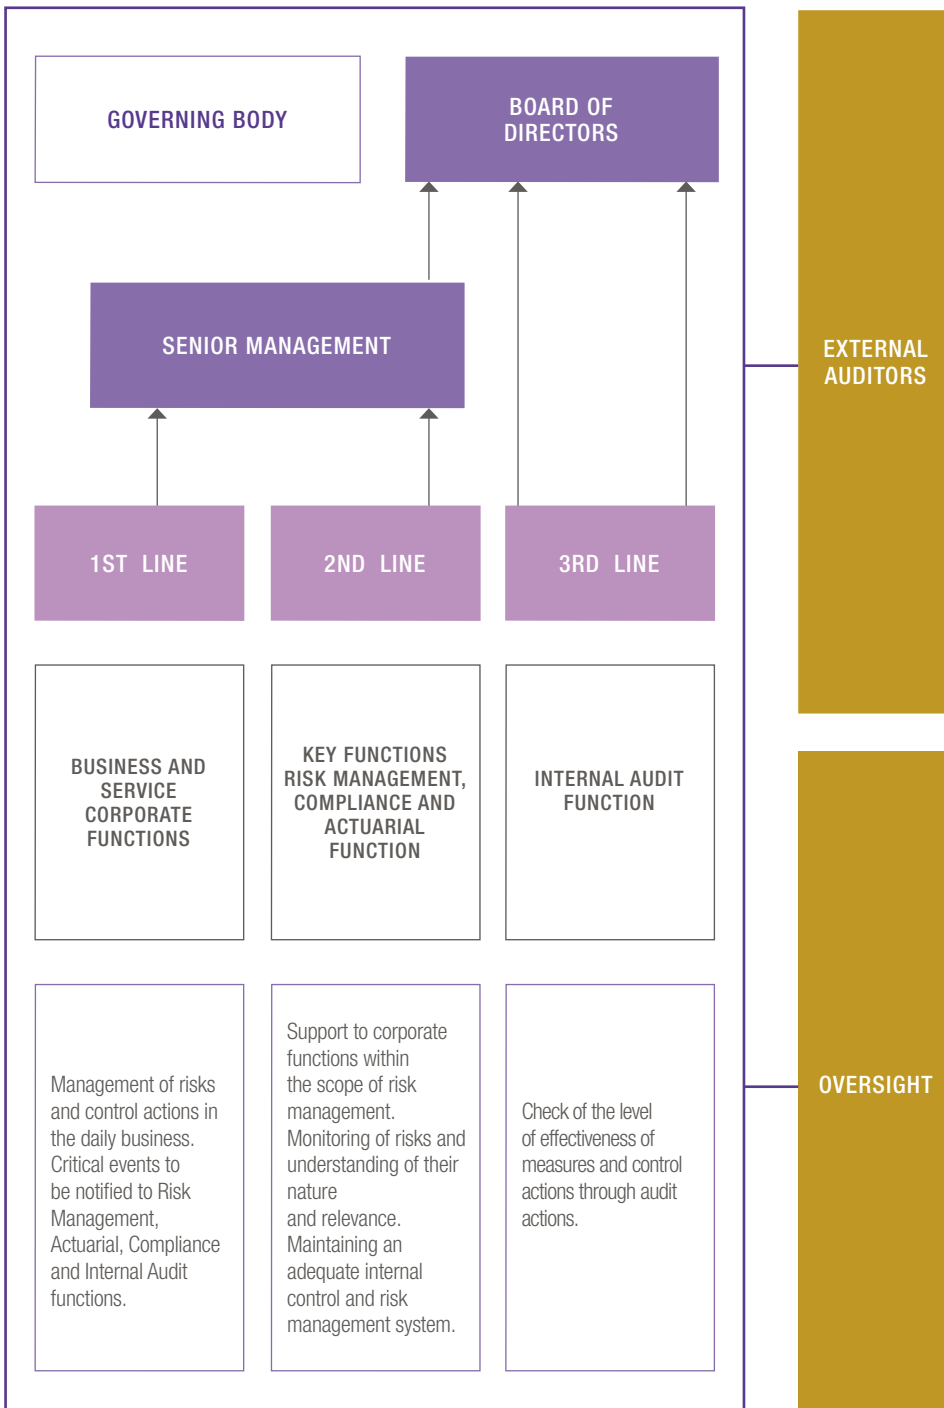 GOVERNING BODY
BOARD OF
DIRECTORS
SENIOR MANAGEMENT
EXTERNAL
AUDITORS
1ST LINE
2ND LINE
3RD LINE
BUSINESS AND
SERVICE
CORPORATE
FUNCTIONS
KEY FUNCTIONS
RISK MANAGEMENT,
COMPLIANCE AND
ACTUARIAL
FUNCTION
INTERNAL AUDIT
FUNCTION
Management of risks
and control actions in
the daily business.
Critical events to
be notified to Risk
Management,
Actuarial, Compliance
and Internal Audit
functions.
Support to corporate
functions within
the scope of risk
management.
Monitoring of risks and
understanding of their
nature
and relevance.
Maintaining an
adequate internal
control and risk
management system.
Check of the level
of effectiveness of
measures and control
actions through audit
actions.
OVERSIGHT